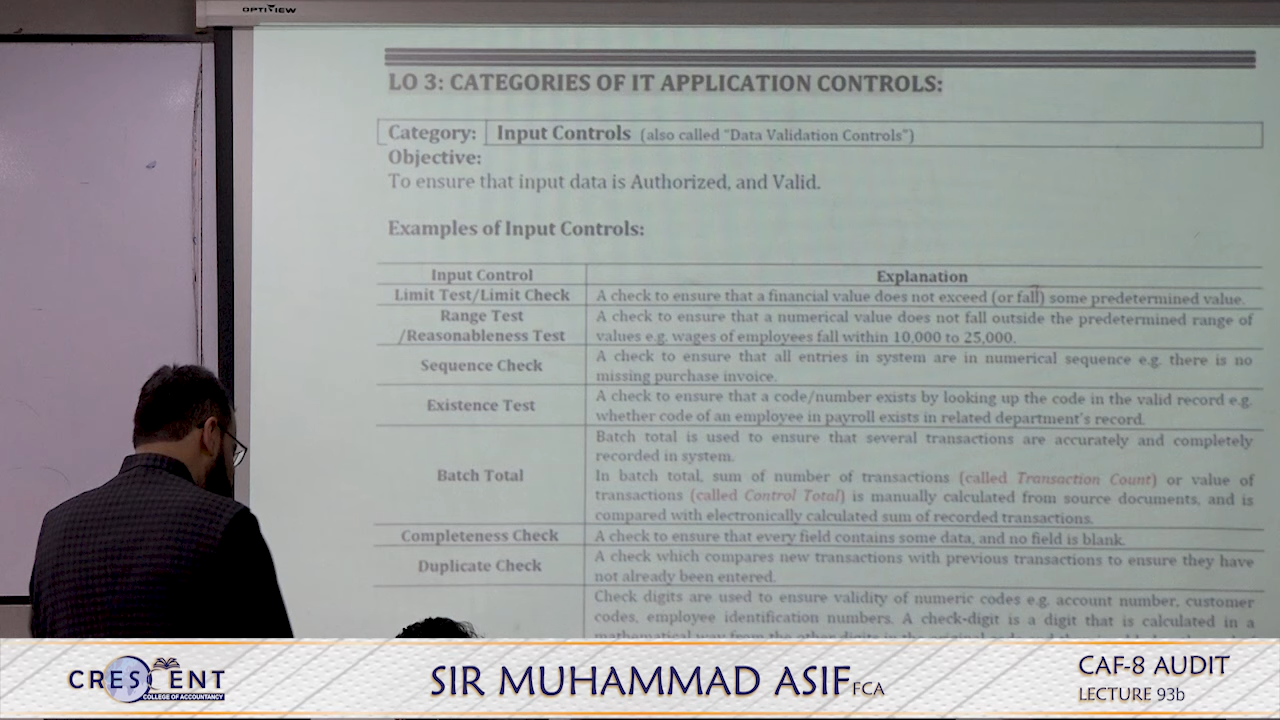 OPTIVIEW
LO 3: CATEGORIES OF IT APPLICATION CONTROLS:
Category: Input Controls (also called "Data Validation Controls")
Objective:
To ensure that input data is Authorized, and Valid.
Examples of Input Controls:
Input Control Explanation
Limit Test/Limit Check A check to ensure that a financial value does not exceed (or fall) some predetermined value.
Range Test
/Reasonableness Test
A check to ensure that a numerical value does not fall outside the predetermined range of
values e.g. wages of employees fall within 10,000 to 25,000.
Sequence Check
A check to ensure that all entries in system are in numerical sequence e.g. there is no
missing purchase invoice.
Existence Test
A check to ensure that a code/number exists by looking up the code in the valid record e.g.
whether code of an employee in payroll exists in related department's record.
Batch Total
Batch total is used to ensure that several transactions are accurately and completely
recorded in system.
In batch total, sum of number of transactions (called Transaction Count) or value of
transactions (called Control Total) is manually calculated from source documents, and is
compared with electronically calculated sum of recorded transactions.
Completeness Check A check to ensure that every field contains some data, and no field is blank.
Duplicate Check
A check which compares new transactions with previous transactions to ensure they have
not already been entered.
Check digits are used to ensure validity of numeric codes e.g. account number, customer
codes, employee identification numbers. A check-digit is a digit that is calculated in a
mathematical way from the other digits in the original code
CRESCENT
COLLEGE OF ACCOUNTANCY
SIR MUHAMMAD ASIF FCA
CAF-8 AUDIT
LECTURE 93b